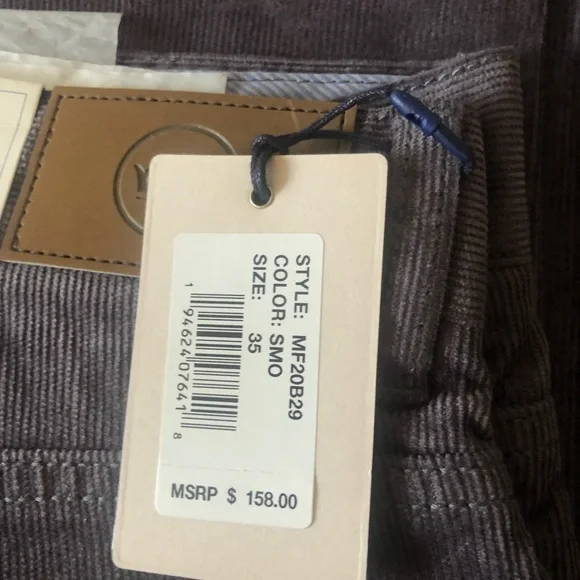 STYLE: MF20B29
COLOR: SMO
SIZE: 35
1 94624 07641 8
MSRP $ 158.00